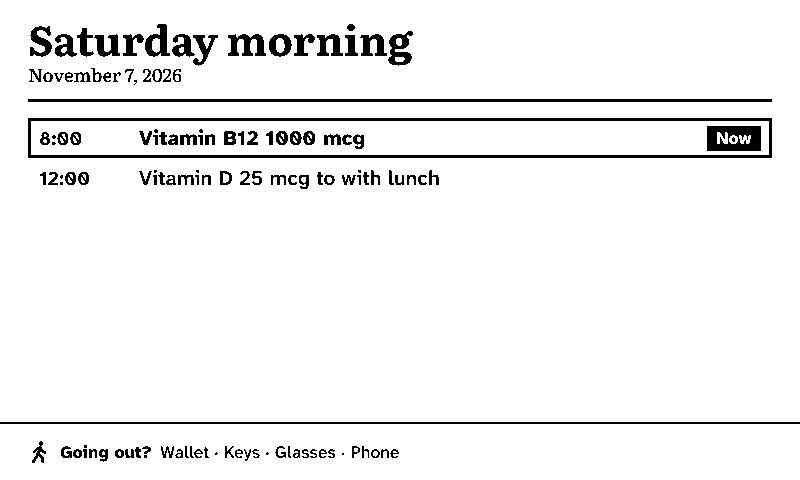 Saturday morning
November 7, 2026
8:00 Vitamin B12 1000 mcg Now
12:00 Vitamin D 25 mcg to with lunch
Going out? Wallet · Keys · Glasses · Phone